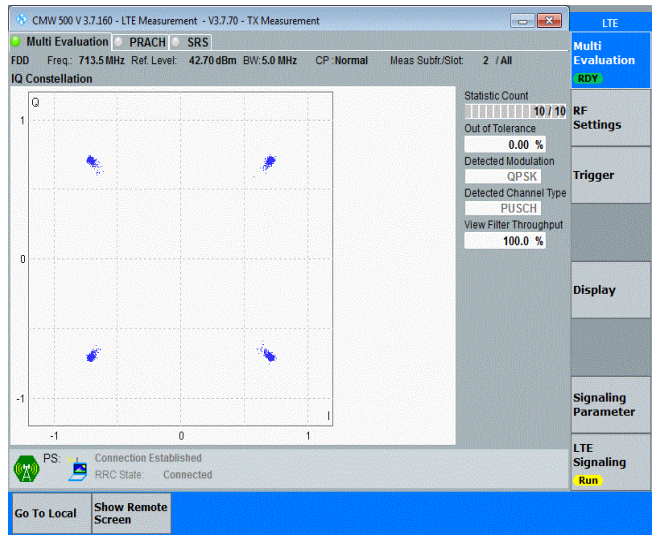 CMW 500 V 3.7.160 - LTE Measurement - V3.7.70 - TX Measurement
LTE
Multi Evaluation PRACH SRS
Multi
Evaluation
RDY
FDD Freq.: 713.5 MHz Ref. Level: 42.70 dBm BW: 5.0 MHz CP : Normal Meas Subfr./Slot: 2 / All
IQ Constellation
Q
1
0
-1
I
-1 0 1
Statistic Count
10 / 10
Out of Tolerance
0.00 %
Detected Modulation
QPSK
Detected Channel Type
PUSCH
View Filter Throughput
100.0 %
RF
Settings
Trigger
Display
Signaling
Parameter
LTE
Signaling
Run
PS: Connection Established
RRC State: Connected
Go To Local
Show Remote
Screen